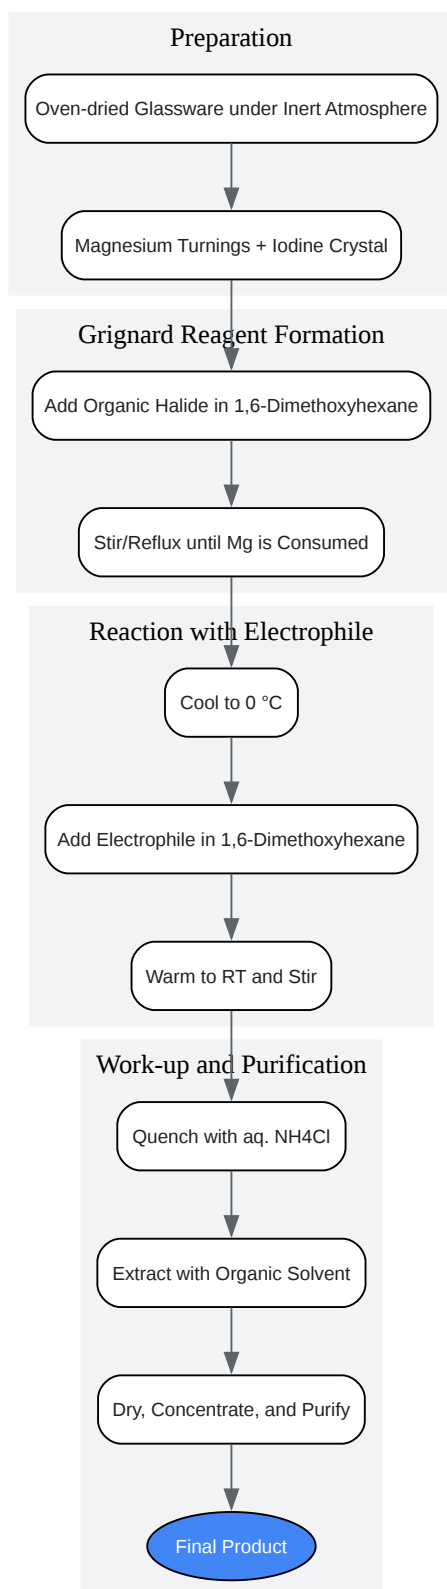 Preparation
Oven-dried Glassware under Inert Atmosphere
Magnesium Turnings + Iodine Crystal
Grignard Reagent Formation
Add Organic Halide in 1,6-Dimethoxyhexane
Stir/Reflux until Mg is Consumed
Reaction with Electrophile
Cool to 0 °C
Add Electrophile in 1,6-Dimethoxyhexane
Warm to RT and Stir
Work-up and Purification
Quench with aq. NH4Cl
Extract with Organic Solvent
Dry, Concentrate, and Purify
Final Product